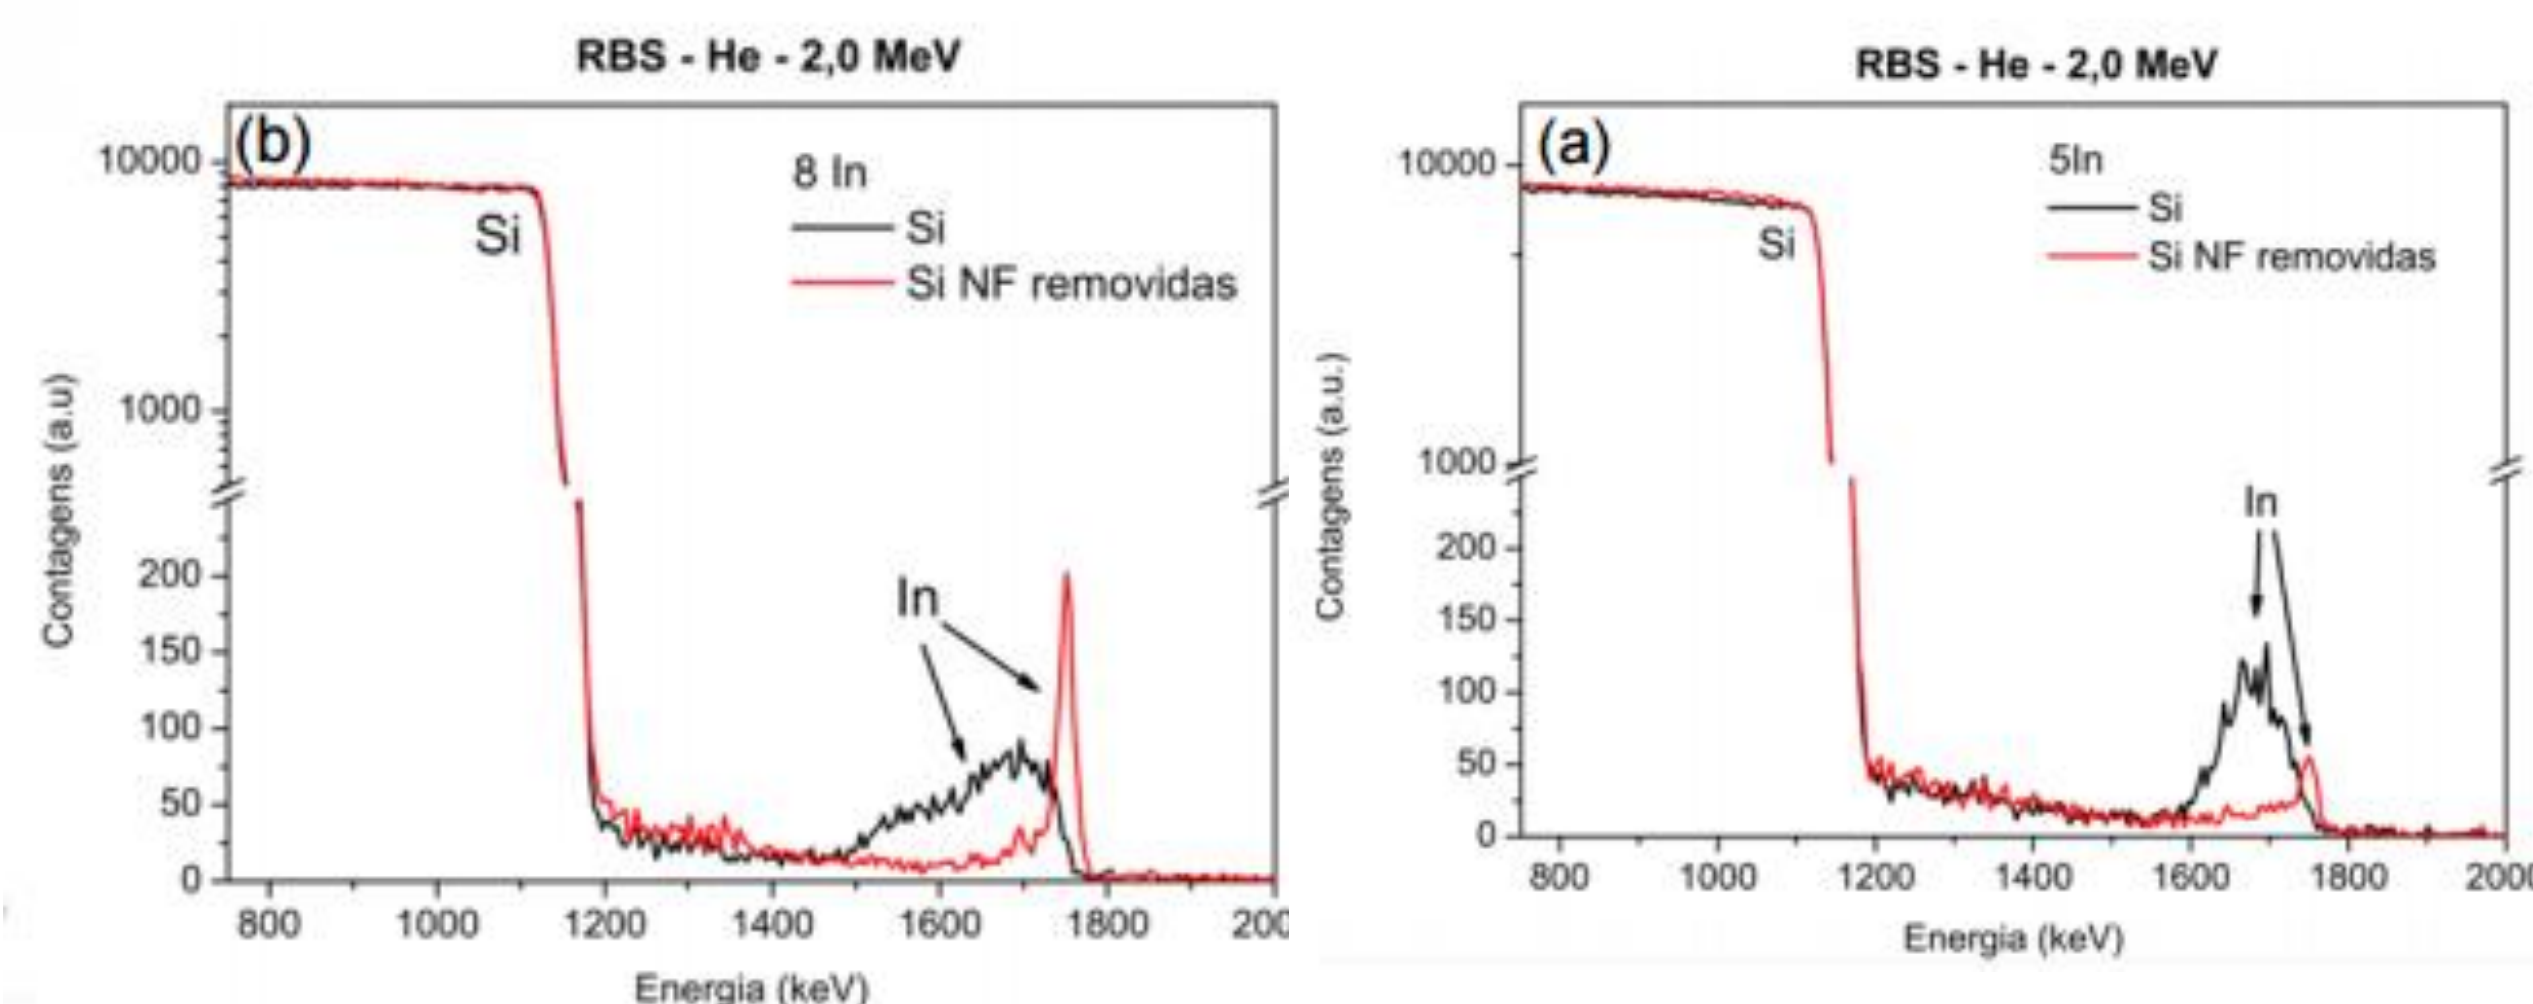 RBS - He - 2,0 MeV
(b)
8 In
Si
Si NF removidas
Si
In
Contagens (a.u)
10000
1000
200
150
100
50
0
800 1000 1200 1400 1600 1800 200
Energia (keV)
RBS - He - 2,0 MeV
(a)
5In
Si
Si NF removidas
Si
In
Contagens (a.u.)
10000
1000
200
150
100
50
0
800 1000 1200 1400 1600 1800 2000
Energia (keV)